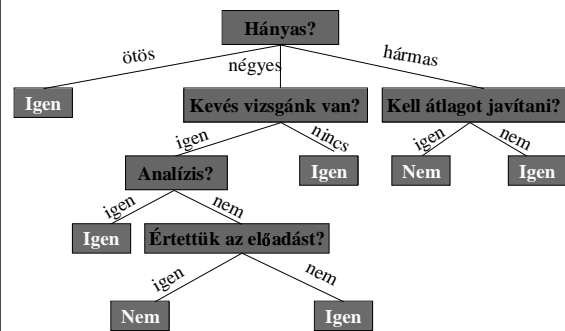 Hányas?
ötös
négyes
hármas
Igen
Kevés vizsgánk van?
Kell átlagot javítani?
igen
nincs
igen
nem
Analízis?
Igen
Nem
Igen
igen
nem
Igen
Értettük az előadást?
igen
nem
Nem
Igen